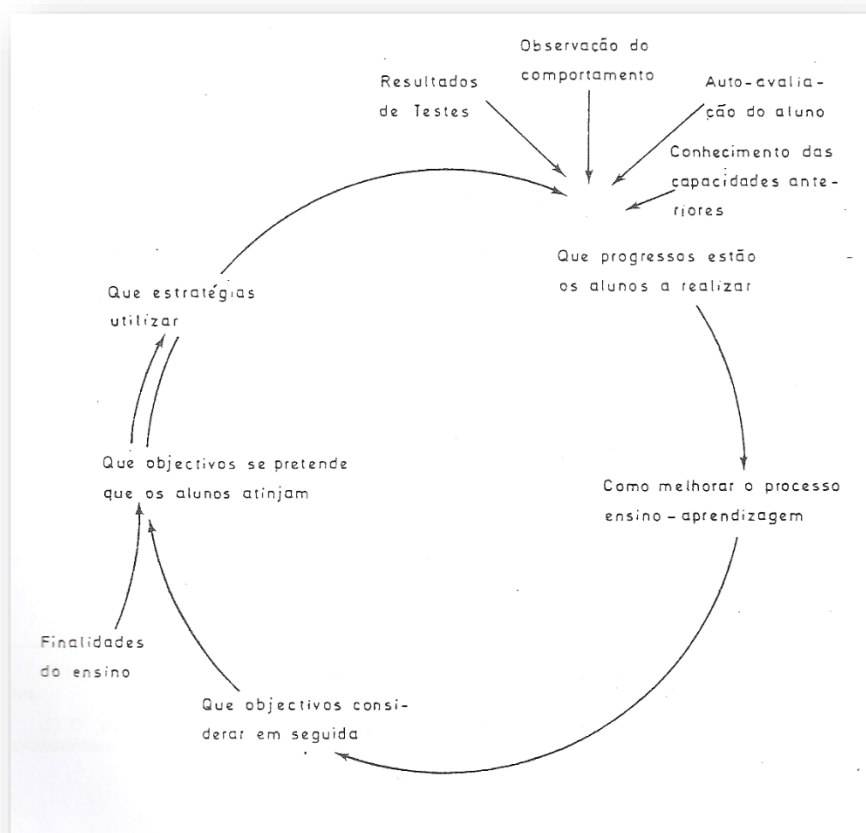 Observação do
comportamento
Resultados
de Testes
Auto-avalia-
ção do aluno
Conhecimento das
capacidades ante-
riores
Que progressos estão
os alunos a realizar
Que estratégias
utilizar
Que objectivos se pretende
que os alunos atinjam
Como melhorar o processo
ensino - aprendizagem
Finalidades
do ensino
Que objectivos consi-
derar em seguida